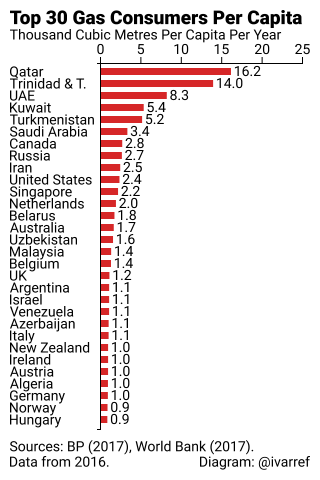 Top 30 Gas Consumers Per Capita
Thousand Cubic Metres Per Capita Per Year
0 5 10 15 20 25
Qatar 16.2
Trinidad & T. 14.0
UAE 8.3
Kuwait 5.4
Turkmenistan 5.2
Saudi Arabia 3.4
Canada 2.8
Russia 2.7
Iran 2.5
United States 2.4
Singapore 2.2
Netherlands 2.0
Belarus 1.8
Australia 1.7
Uzbekistan 1.6
Malaysia 1.4
Belgium 1.4
UK 1.2
Argentina 1.1
Israel 1.1
Venezuela 1.1
Azerbaijan 1.1
Italy 1.1
New Zealand 1.0
Ireland 1.0
Austria 1.0
Algeria 1.0
Germany 1.0
Norway 0.9
Hungary 0.9
Sources: BP (2017), World Bank (2017).
Data from 2016. Diagram: @ivarref